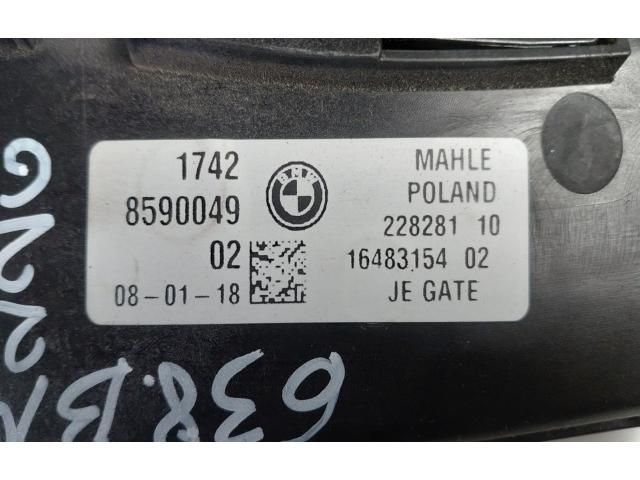 1742
8590049
02
08-01-18
BMW
MAHLE
POLAND
228281 10
16483154 02
JE GATE
638.B